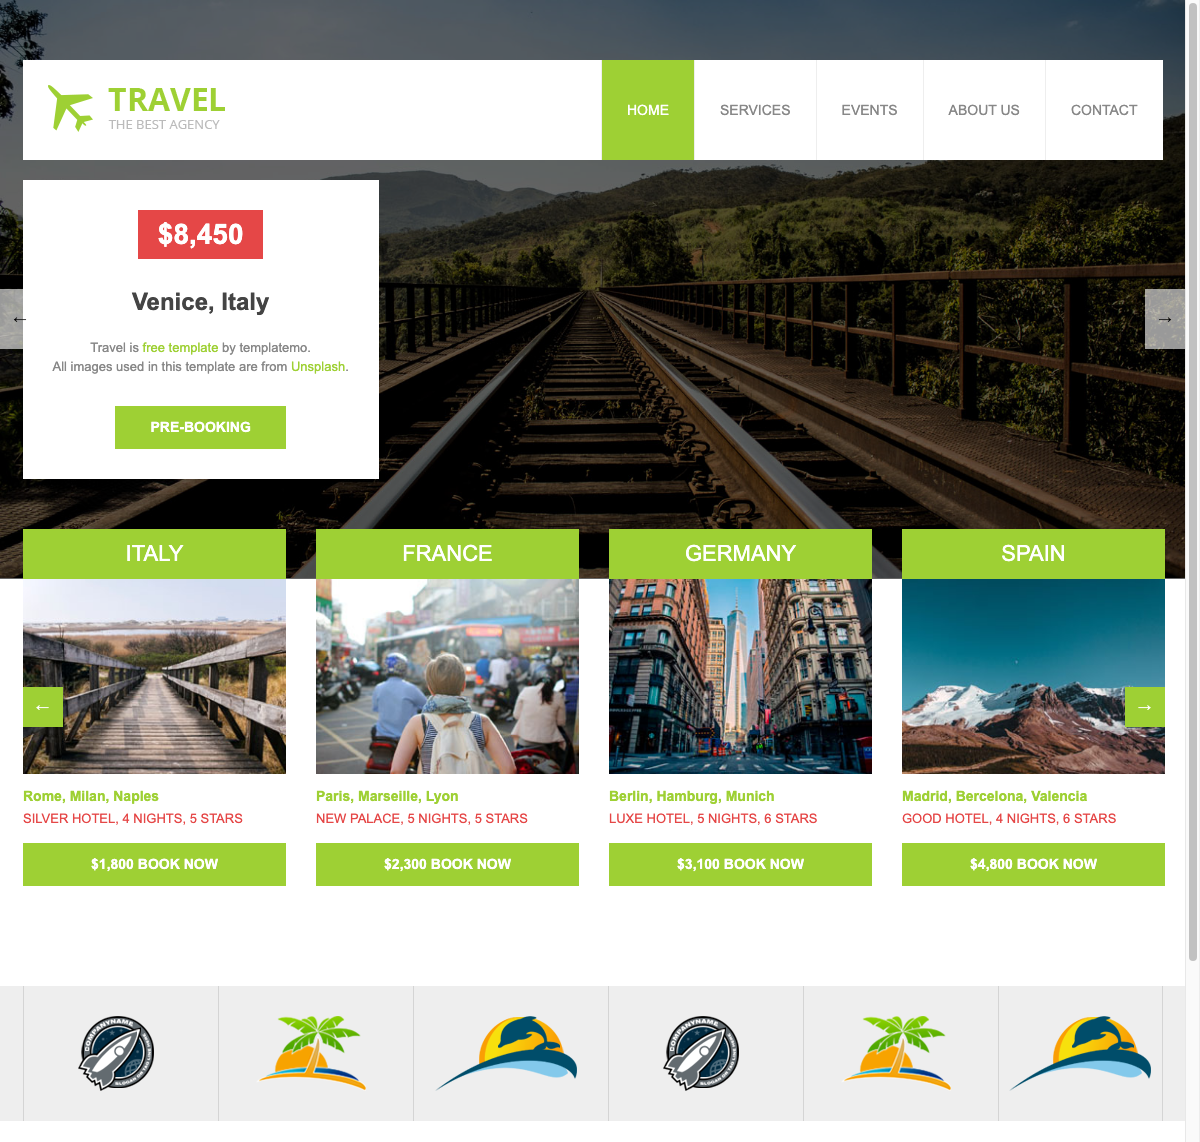 TRAVEL
THE BEST AGENCY
HOME
SERVICES
EVENTS
ABOUT US
CONTACT
$8,450
Venice, Italy
Travel is free template by templatemo.
All images used in this template are from Unsplash.
PRE-BOOKING
←
→
ITALY
FRANCE
GERMANY
SPAIN
←
→
Rome, Milan, Naples
SILVER HOTEL, 4 NIGHTS, 5 STARS
$1,800 BOOK NOW
Paris, Marseille, Lyon
NEW PALACE, 5 NIGHTS, 5 STARS
$2,300 BOOK NOW
Berlin, Hamburg, Munich
LUXE HOTEL, 5 NIGHTS, 6 STARS
$3,100 BOOK NOW
Madrid, Bercelona, Valencia
GOOD HOTEL, 4 NIGHTS, 6 STARS
$4,800 BOOK NOW
COMPANYNAME
COMPANYNAME